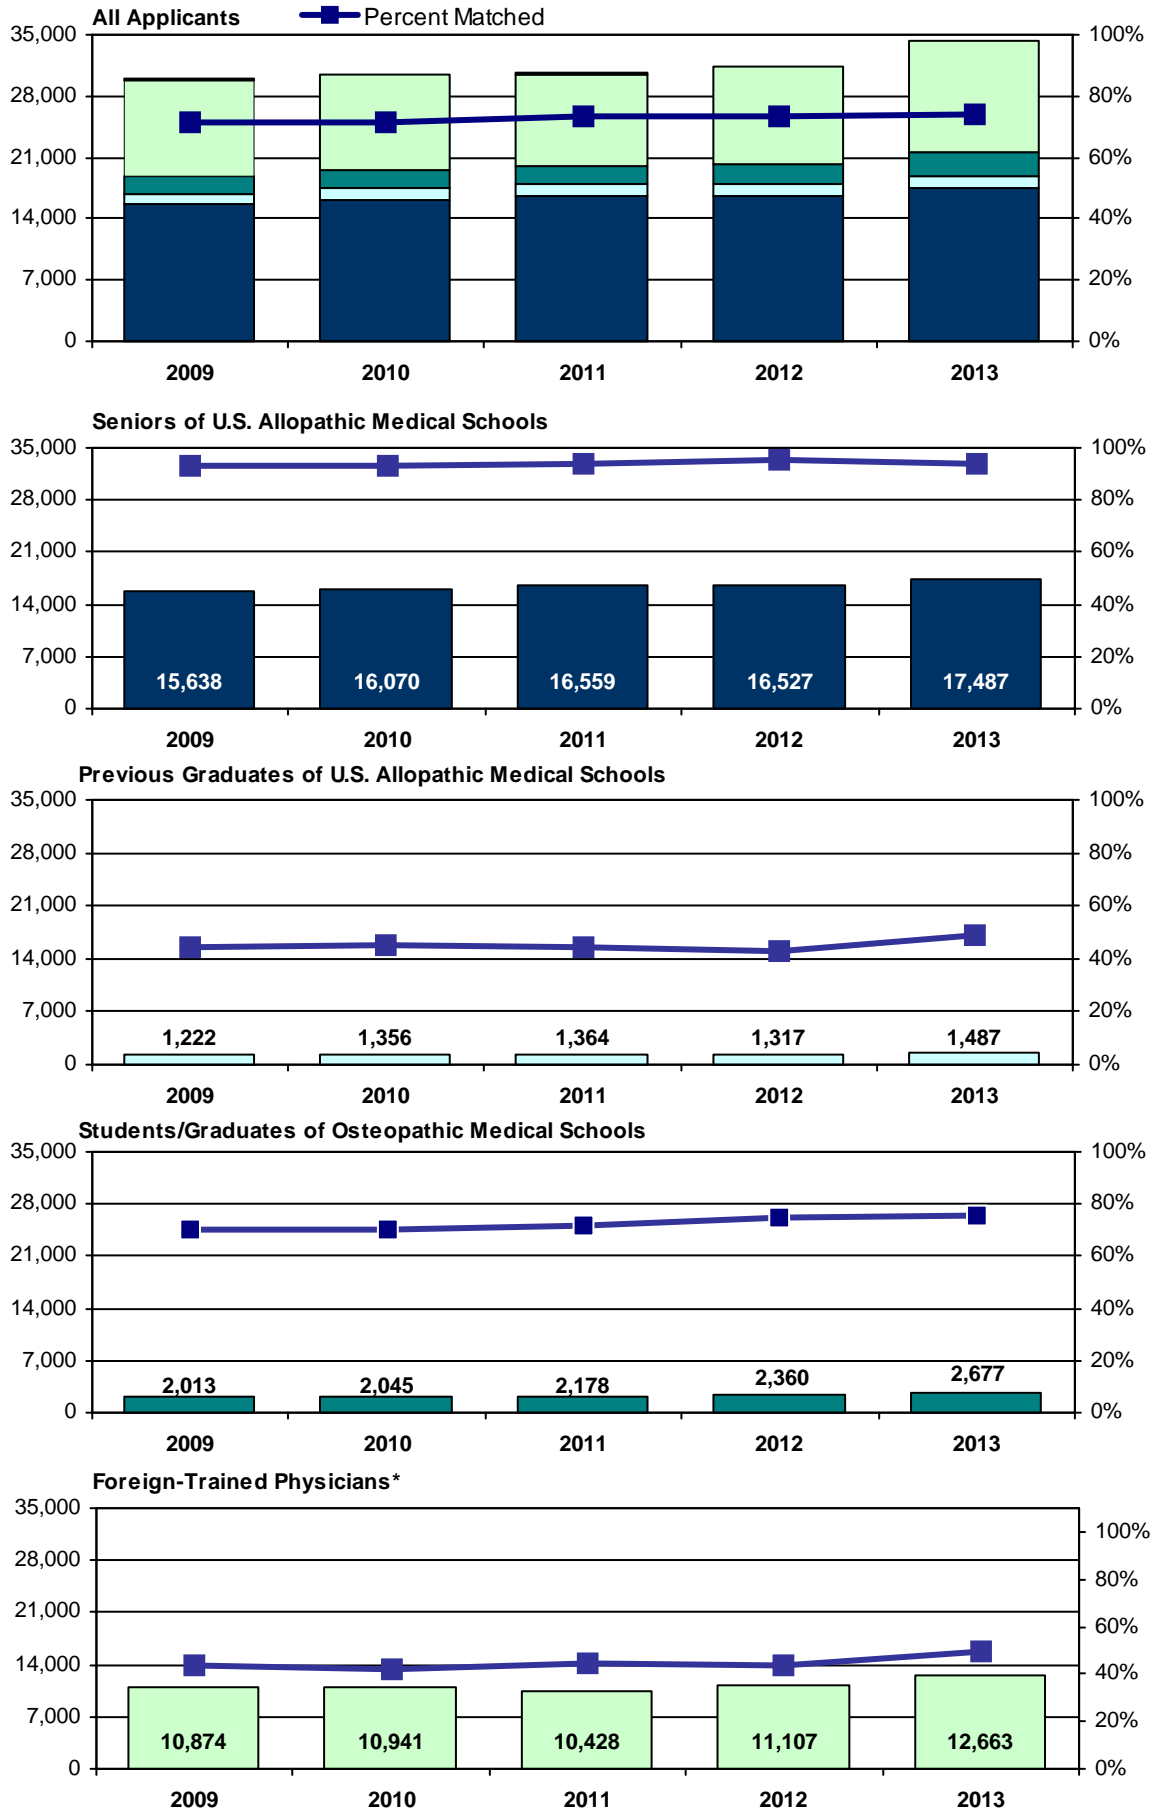 All Applicants
Percent Matched
35,000 100%
28,000 80%
21,000 60%
14,000 40%
7,000 20%
0 0%
2009 2010 2011 2012 2013
Seniors of U.S. Allopathic Medical Schools
35,000 100%
28,000 80%
21,000 60%
14,000 40%
7,000 20%
15,638 16,070 16,559 16,527 17,487
0 0%
2009 2010 2011 2012 2013
Previous Graduates of U.S. Allopathic Medical Schools
35,000 100%
28,000 80%
21,000 60%
14,000 40%
7,000 20%
1,222 1,356 1,364 1,317 1,487
0 0%
2009 2010 2011 2012 2013
Students/Graduates of Osteopathic Medical Schools
35,000 100%
28,000 80%
21,000 60%
14,000 40%
7,000 20%
2,013 2,045 2,178 2,360 2,677
0 0%
2009 2010 2011 2012 2013
Foreign-Trained Physicians*
35,000 100%
28,000 80%
21,000 60%
14,000 40%
7,000 20%
10,874 10,941 10,428 11,107 12,663
0 0%
2009 2010 2011 2012 2013